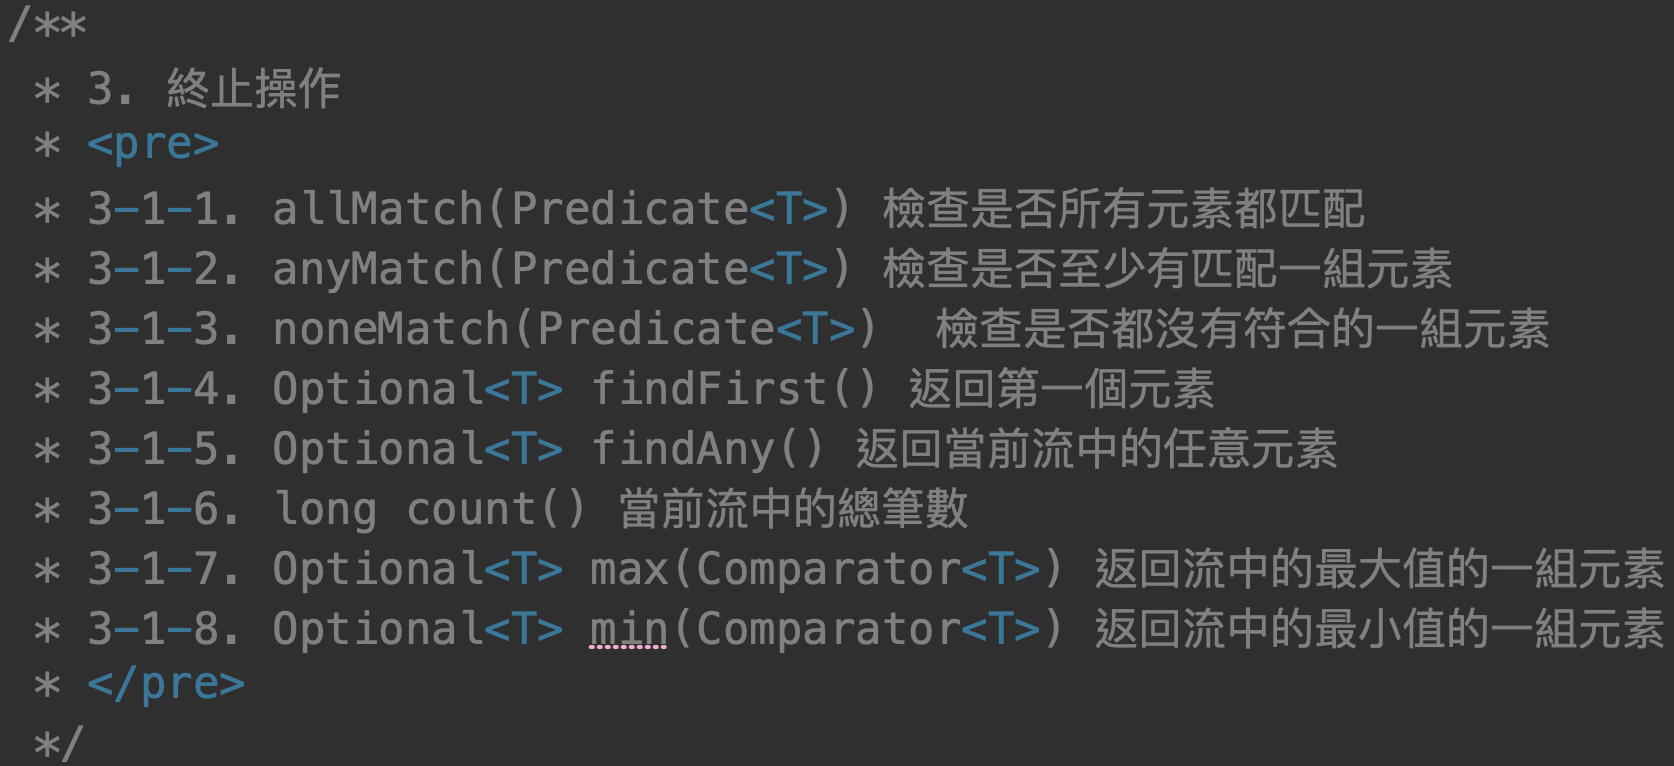 /**
 * 3. 終止操作
 * <pre>
 * 3-1-1. allMatch(Predicate<T>) 檢查是否所有元素都匹配
 * 3-1-2. anyMatch(Predicate<T>) 檢查是否至少有匹配一組元素
 * 3-1-3. noneMatch(Predicate<T>)  檢查是否都沒有符合的一組元素
 * 3-1-4. Optional<T> findFirst() 返回第一個元素
 * 3-1-5. Optional<T> findAny() 返回當前流中的任意元素
 * 3-1-6. long count() 當前流中的總筆數
 * 3-1-7. Optional<T> max(Comparator<T>) 返回流中的最大值的一組元素
 * 3-1-8. Optional<T> min(Comparator<T>) 返回流中的最小值的一組元素
 * </pre>
 */